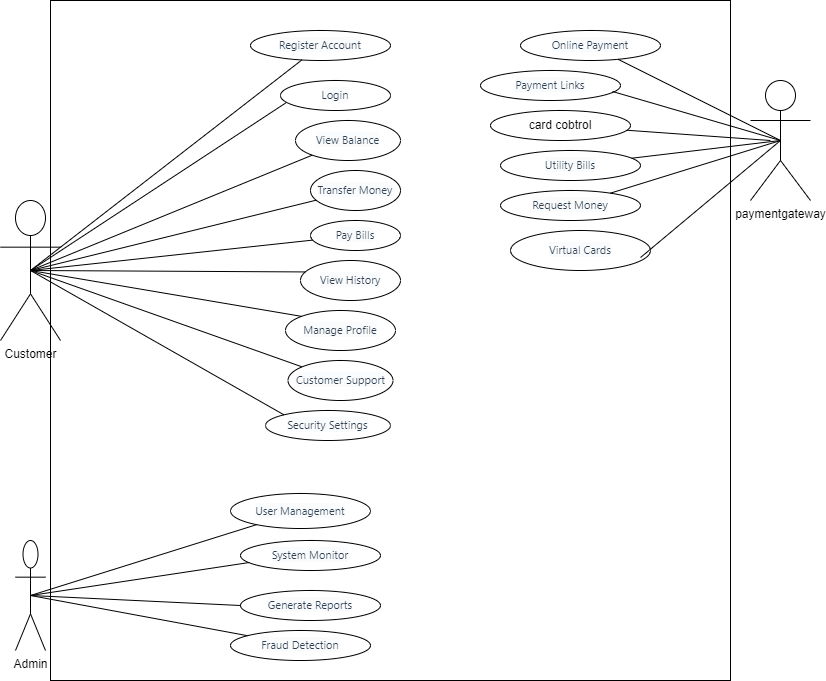 Register Account
Login
View Balance
Transfer Money
Pay Bills
View History
Manage Profile
Customer Support
Security Settings
Customer
Online Payment
Payment Links
card cobtrol
Utility Bills
Request Money
Virtual Cards
paymentgateway
User Management
System Monitor
Generate Reports
Fraud Detection
Admin